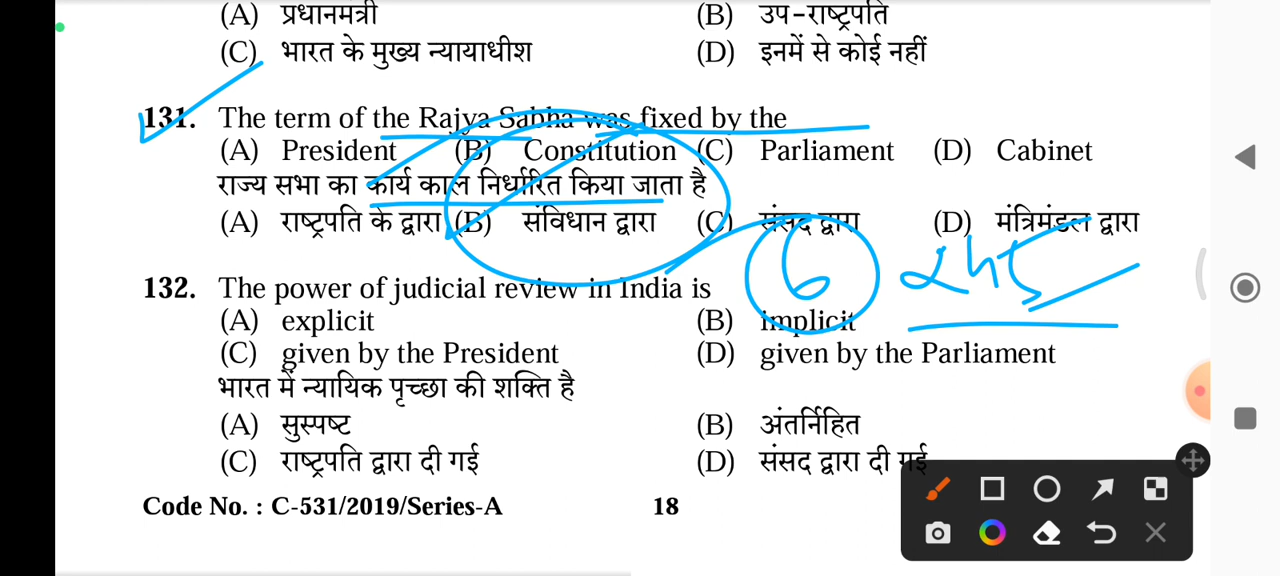 (A) प्रधानमंत्री (B) उप-राष्ट्रपति
(C) भारत के मुख्य न्यायाधीश (D) इनमें से कोई नहीं
131. The term of the Rajya Sabha was fixed by the
(A) President (B) Constitution (C) Parliament (D) Cabinet
राज्य सभा का कार्य काल निर्धारित किया जाता है
(A) राष्ट्रपति के द्वारा (B) संविधान द्वारा (C) संसद द्वारा (D) मंत्रिमंडल द्वारा
6
132. The power of judicial review in India is
(A) explicit (B) implicit
(C) given by the President (D) given by the Parliament
भारत में न्यायिक पृच्छा की शक्ति है
(A) सुस्पष्ट (B) अंतर्निहित
(C) राष्ट्रपति द्वारा दी गई (D) संसद द्वारा दी गई
Code No. : C-531/2019/Series-A 18